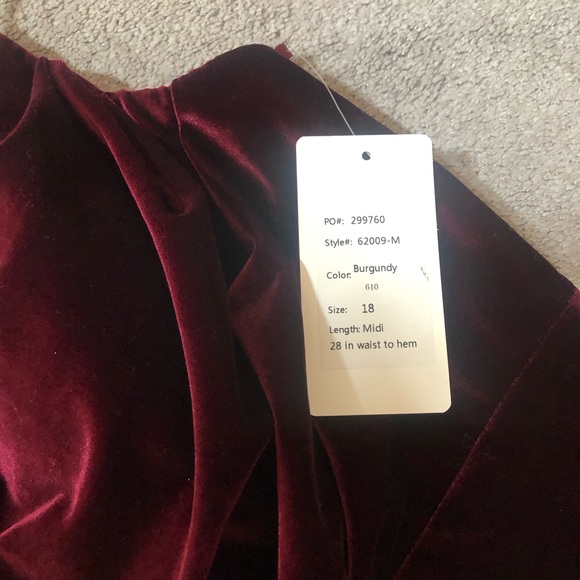 PO#: 299760
Style#: 62009-M
Color: Burgundy
610
Size: 18
Length: Midi
28 in waist to hem